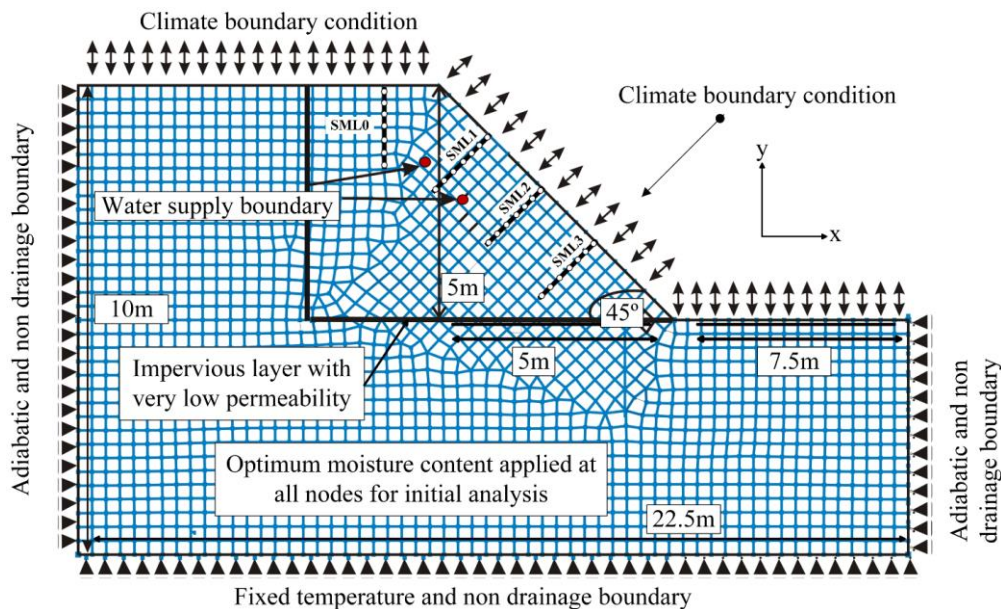 Climate boundary condition
Climate boundary condition
SML0
SML1
SML2
SML3
y
x
Water supply boundary
Adiabatic and non drainage boundary
10m
5m
45º
5m
7.5m
Impervious layer with
very low permeability
Optimum moisture content applied at
all nodes for initial analysis
22.5m
Adiabatic and non
drainage boundary
Fixed temperature and non drainage boundary